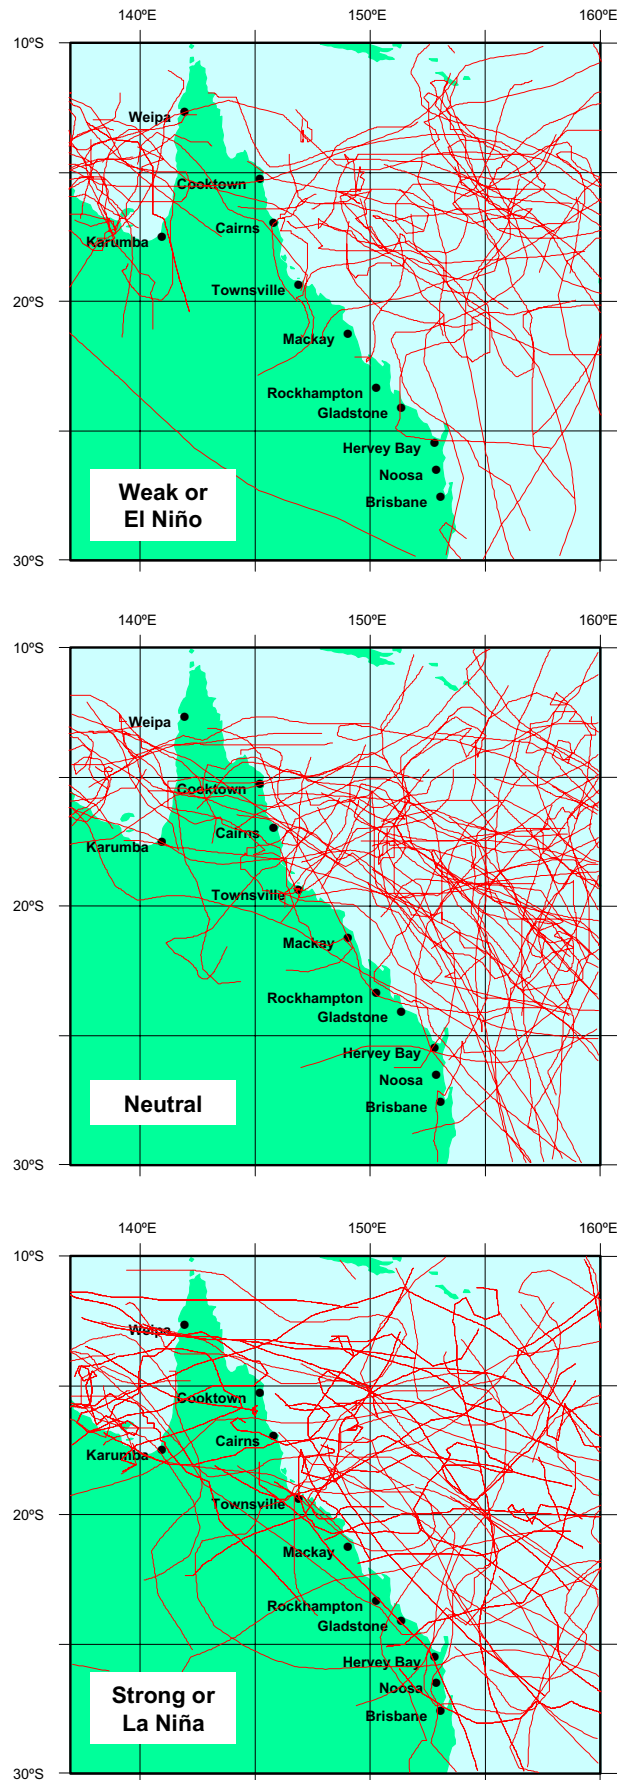 140ºE 150ºE 160ºE
10ºS
Weipa
Cooktown
Cairns
Karumba
Townsville
20ºS
Mackay
Rockhampton
Gladstone
Hervey Bay
Noosa
Brisbane
Weak or
El Niño
30ºS
140ºE 150ºE 160ºE
10ºS
Weipa
Cooktown
Cairns
Karumba
Townsville
20ºS
Mackay
Rockhampton
Gladstone
Hervey Bay
Noosa
Brisbane
Neutral
30ºS
140ºE 150ºE 160ºE
10ºS
Weipa
Cooktown
Cairns
Karumba
Townsville
20ºS
Mackay
Rockhampton
Gladstone
Hervey Bay
Noosa
Brisbane
Strong or
La Niña
30ºS